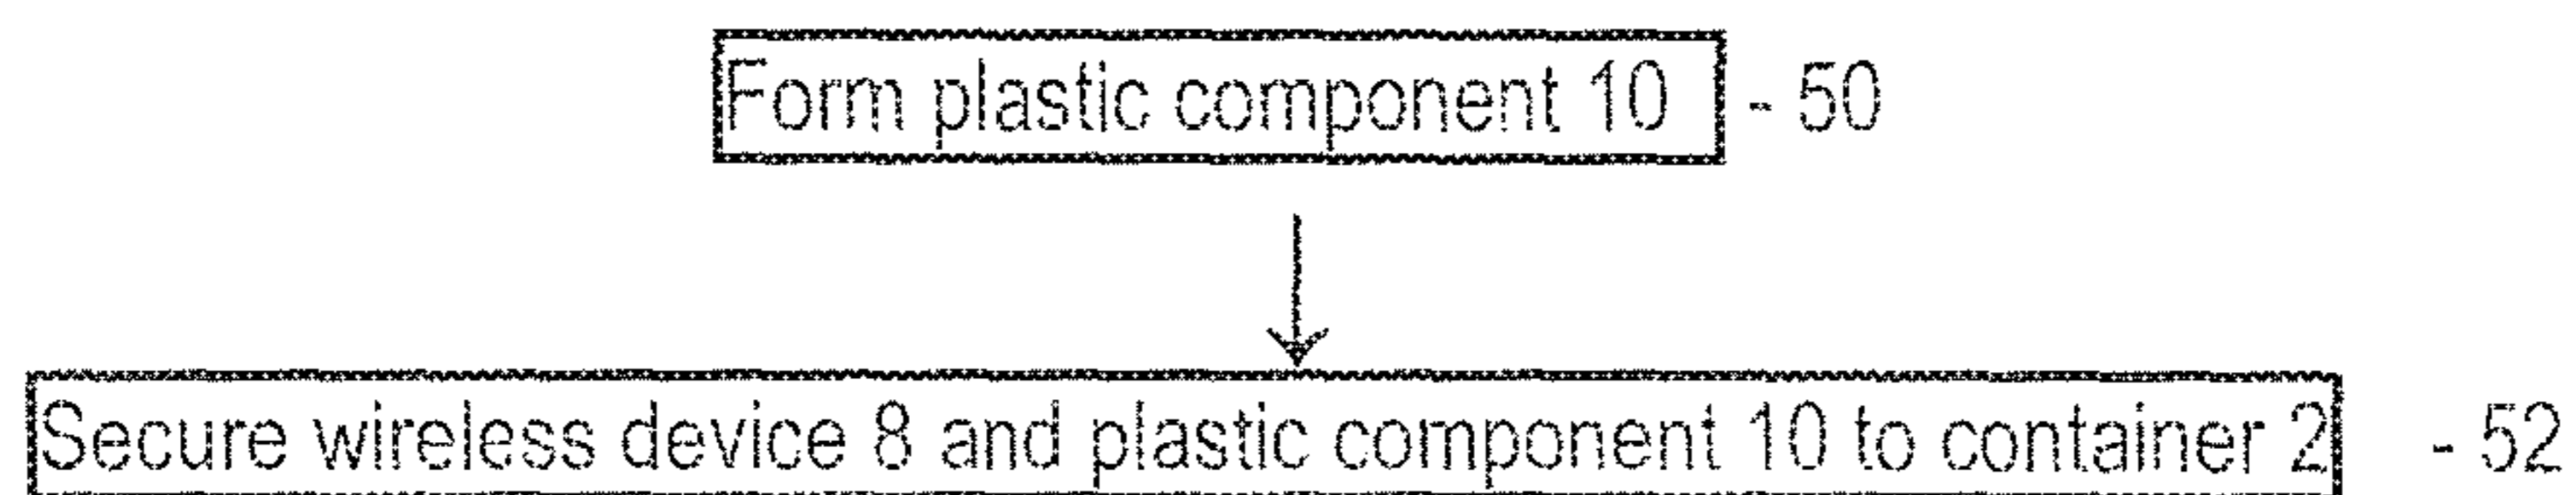 Form plastic component 10 - 50
Secure wireless device 8 and plastic component 10 to container 2 - 52